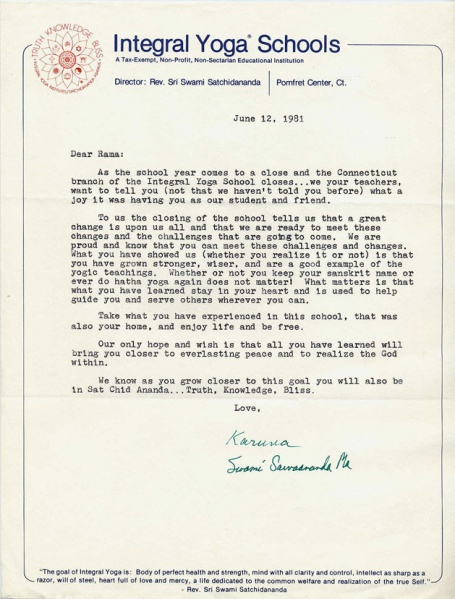 TRUTH KNOWLEDGE BLISS
Integral Yoga® Schools
A Tax-Exempt, Non-Profit, Non-Sectarian Educational Institution
Director: Rev. Sri Swami Satchidananda
Pomfret Center, Ct.
June 12, 1981
Dear Rama:
As the school year comes to a close and the Connecticut
branch of the Integral Yoga School closes...we your teachers,
want to tell you (not that we haven't told you before) what a
joy it was having you as our student and friend.
To us the closing of the school tells us that a great
change is upon us all and that we are ready to meet these
changes and the challenges that are going to come. We are
proud and know that you can meet these challenges and changes.
What you have showed us (whether you realize it or not) is that
you have grown stronger, wiser, and are a good example of the
yogic teachings. Whether or not you keep your sanskrit name or
ever do hatha yoga again does not matter! What matters is that
what you have learned stay in your heart and is used to help
guide you and serve others wherever you can.
Take what you have experienced in this school, that was
also your home, and enjoy life and be free.
Our only hope and wish is that all you have learned will
bring you closer to everlasting peace and to realize the God
within.
We know as you grow closer to this goal you will also be
in Sat Chid Ananda...Truth, Knowledge, Bliss.
Love,
Karuna
Swami Ma
"The goal of Integral Yoga is: Body of perfect health and strength, mind with all clarity and control, intellect as sharp as a
razor, will of steel, heart full of love and mercy, a life dedicated to the common welfare and realization of the true Self."
- Rev. Sri Swami Satchidananda